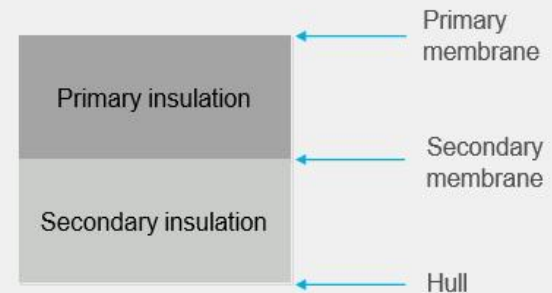 Primary
membrane
Primary insulation
Secondary
membrane
Secondary insulation
Hull